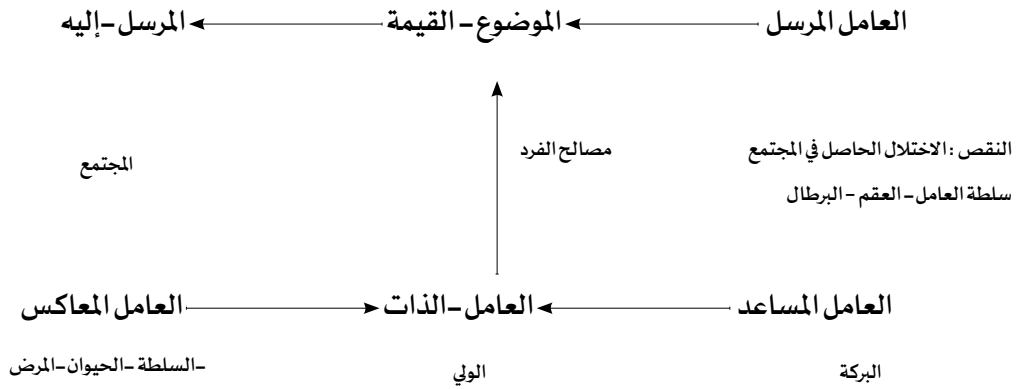 العامل المرسل الموضوع-القيمة المرسل-إليه
النقص : الاختلال الحاصل في المجتمع مصالح الفرد المجتمع
سلطة العامل - العقم - البرطال
العامل المساعد العامل-الذات العامل المعاكس
البركة الولي -السلطة -الحيوان-المرض